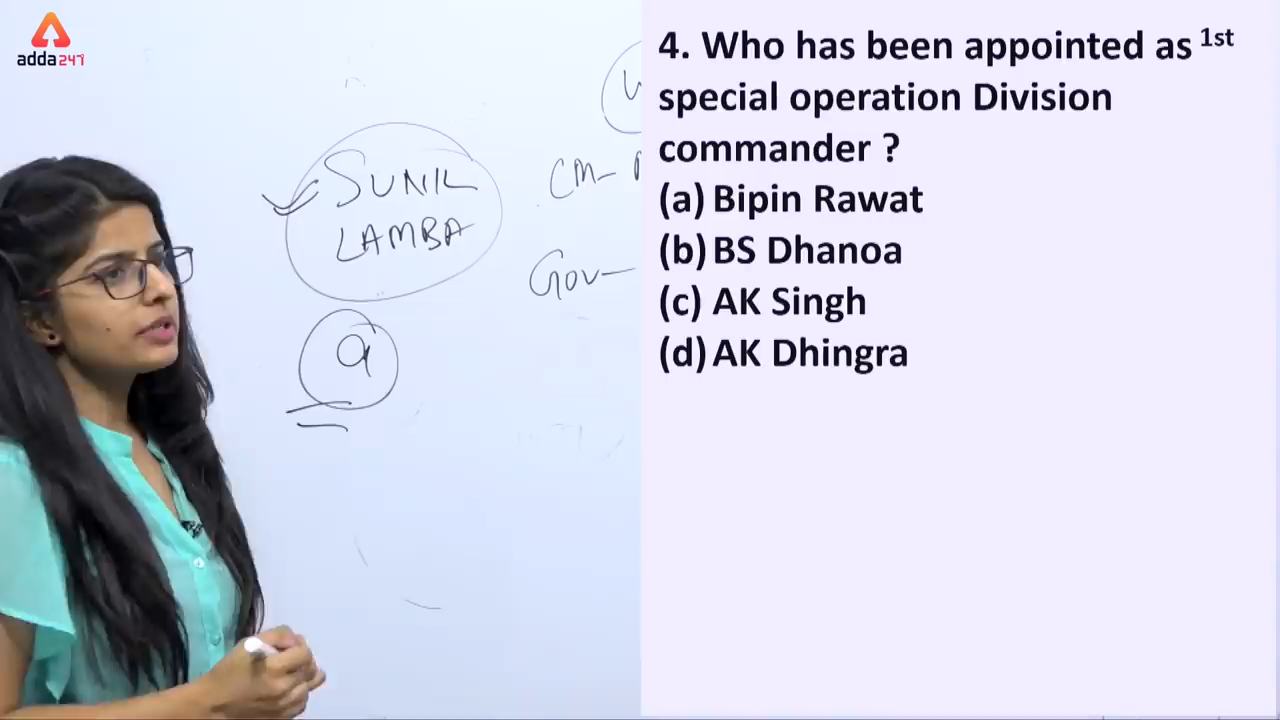 adda247
SUNIL
LAMBA
a
CM-
Gov-
4. Who has been appointed as 1st
special operation Division
commander ?
(a) Bipin Rawat
(b) BS Dhanoa
(c) AK Singh
(d) AK Dhingra